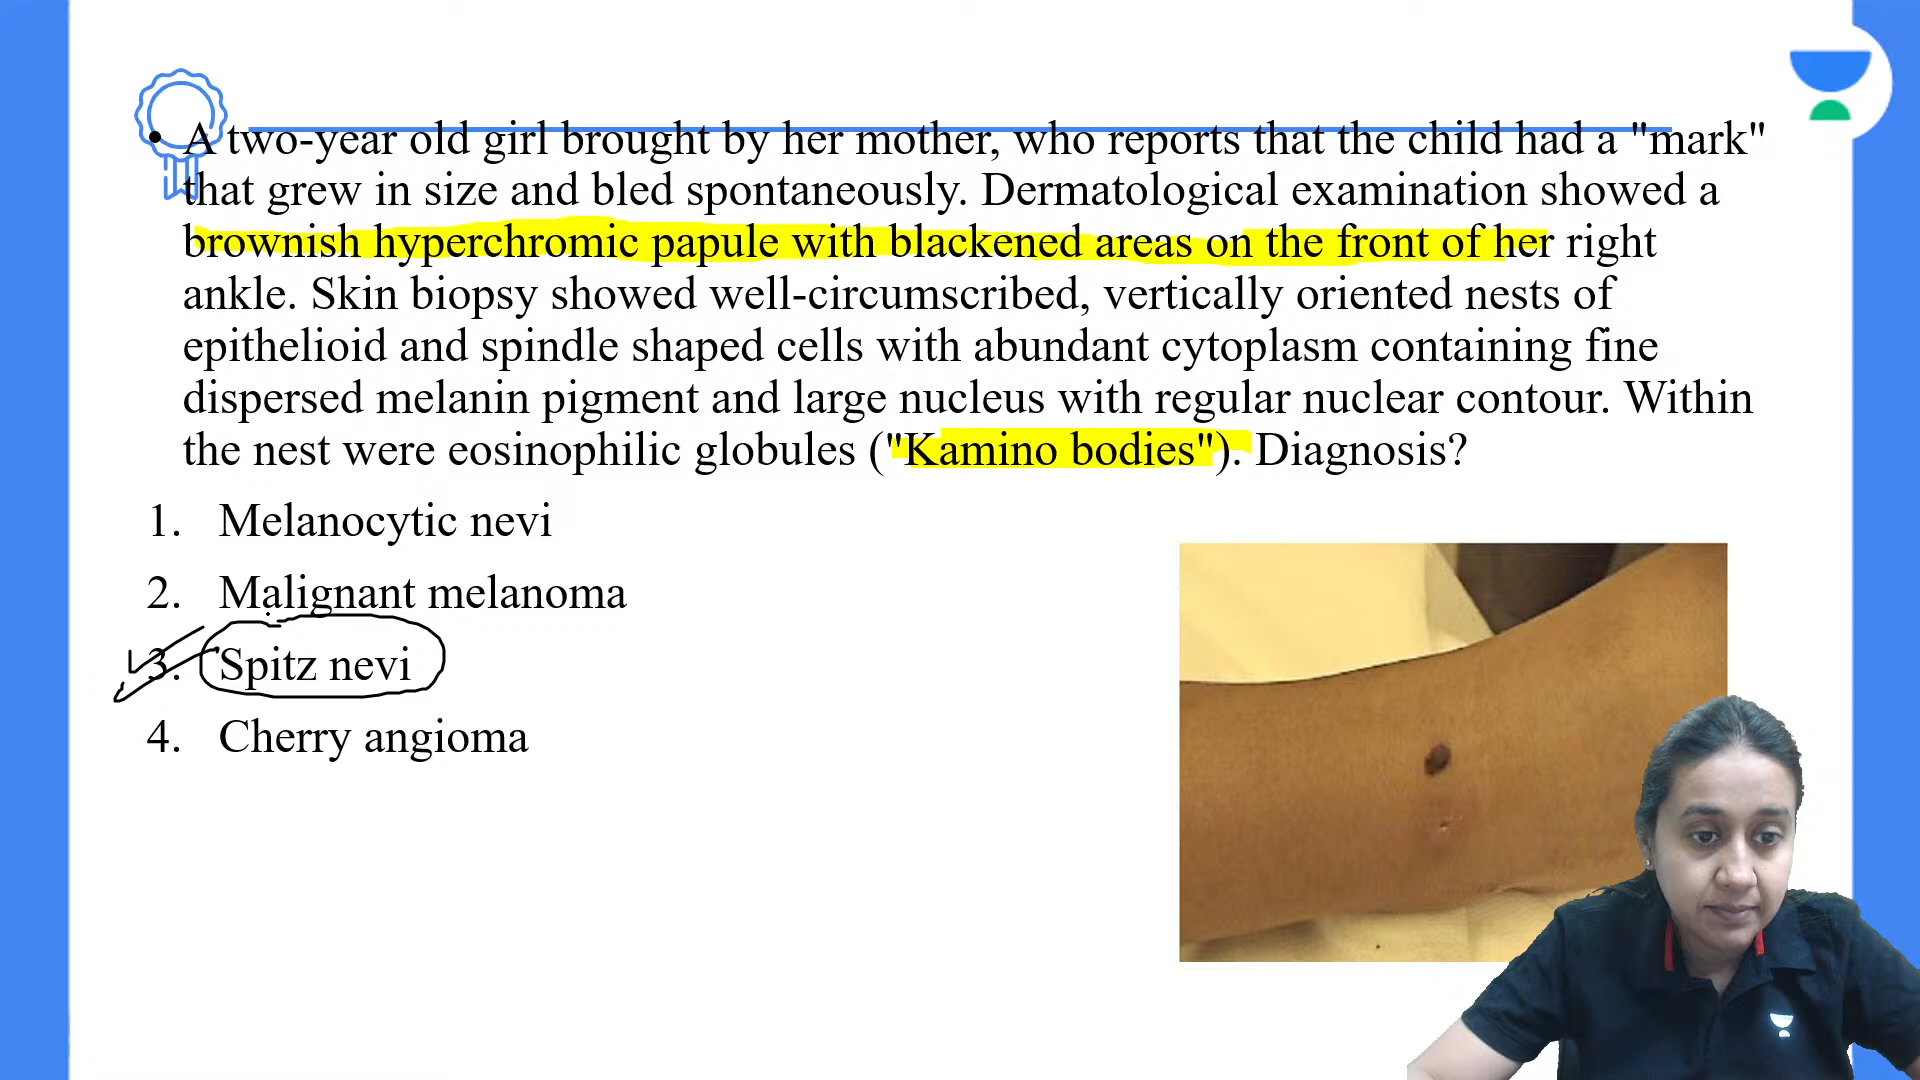 • A two-year old girl brought by her mother, who reports that the child had a "mark"
that grew in size and bled spontaneously. Dermatological examination showed a
brownish hyperchromic papule with blackened areas on the front of her right
ankle. Skin biopsy showed well-circumscribed, vertically oriented nests of
epithelioid and spindle shaped cells with abundant cytoplasm containing fine
dispersed melanin pigment and large nucleus with regular nuclear contour. Within
the nest were eosinophilic globules ("Kamino bodies"). Diagnosis?
1. Melanocytic nevi
2. Malignant melanoma
3. Spitz nevi
4. Cherry angioma